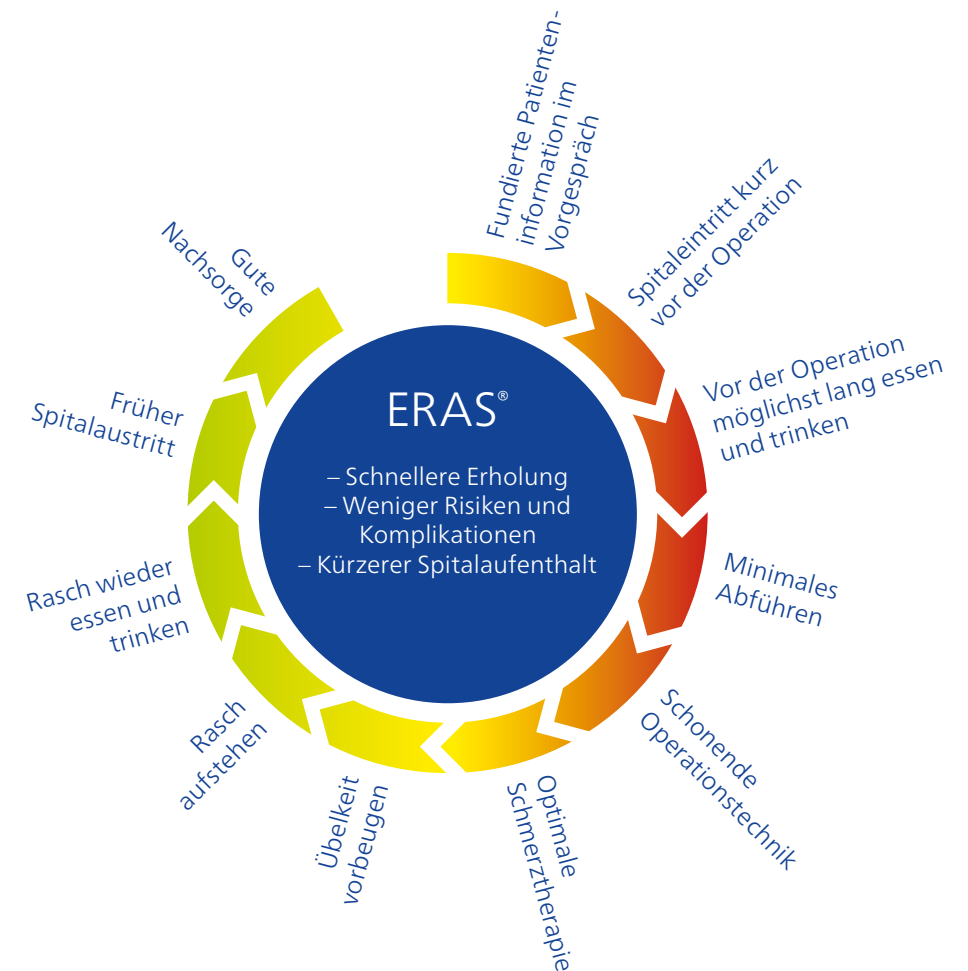 Fundierte Patienten-
information im
Vorgespräch
Spitaleintritt kurz
vor der Operation
Vor der Operation
möglichst lang essen
und trinken
Minimales
Abführen
Schonende
Operationstechnik
Optimale
Schmerztherapie
Übelkeit
vorbeugen
Rasch
aufstehen
Rasch wieder
essen und
trinken
Früher
Spitalaustritt
Gute
Nachsorge
ERAS®
– Schnellere Erholung
– Weniger Risiken und
Komplikationen
– Kürzerer Spitalaufenthalt